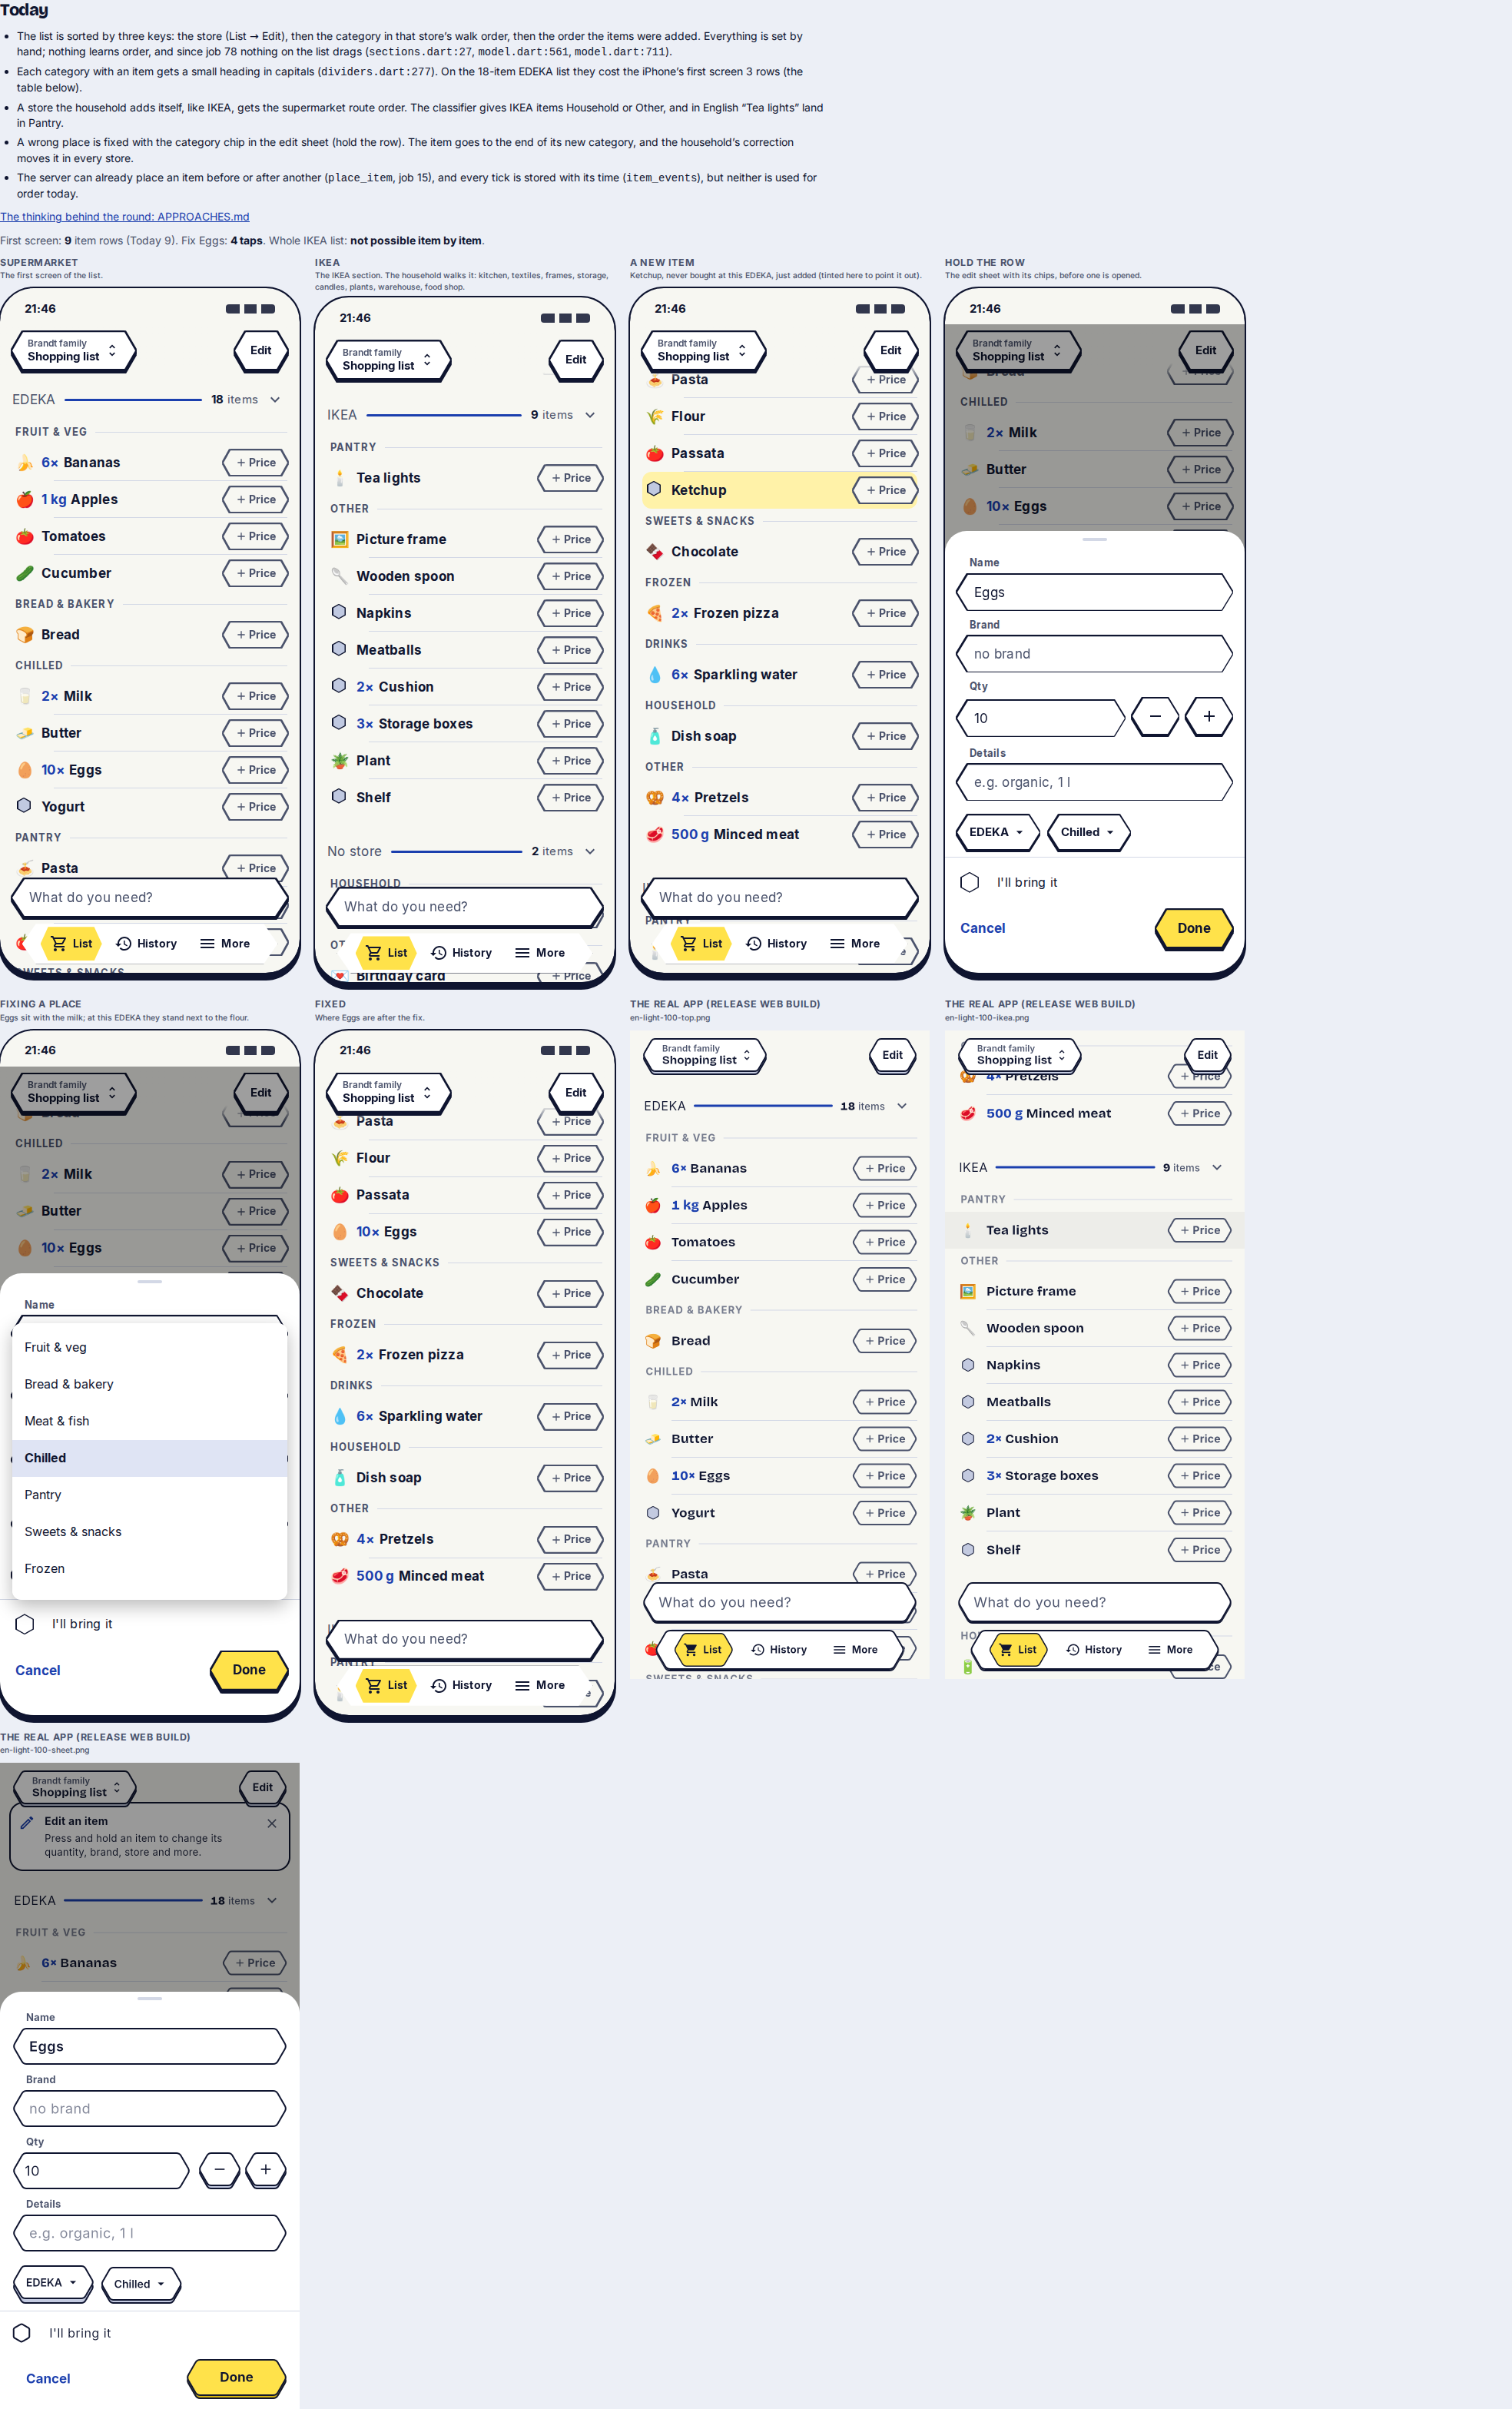 Today
The list is sorted by three keys: the store (List → Edit), then the category in that store's walk order, then the order the items were added. Everything is set by
hand; nothing learns order, and since job 78 nothing on the list drags (sections.dart:27, model.dart:561, model.dart:711).
Each category with an item gets a small heading in capitals (dividers.dart:277). On the 18-item EDEKA list they cost the iPhone's first screen 3 rows (the
table below).
A store the household adds itself, like IKEA, gets the supermarket route order. The classifier gives IKEA items Household or Other, and in English “Tea lights” land
in Pantry.
A wrong place is fixed with the category chip in the edit sheet (hold the row). The item goes to the end of its new category, and the household's correction
moves it in every store.
The server can already place an item before or after another (place_item, job 15), and every tick is stored with its time (item_events), but neither is used for
order today.
The thinking behind the round: APPROACHES.md
First screen: 9 item rows (Today 9). Fix Eggs: 4 taps. Whole IKEA list: not possible item by item.
SUPERMARKET
The first screen of the list.
21:46
Brandt family
Shopping list
Edit
EDEKA
18 items
FRUIT & VEG
6× Bananas
+ Price
1 kg Apples
+ Price
Tomatoes
+ Price
Cucumber
+ Price
BREAD & BAKERY
Bread
+ Price
CHILLED
2× Milk
+ Price
Butter
+ Price
10× Eggs
+ Price
Yogurt
+ Price
PANTRY
Pasta
+ Price
What do you need?
List
History
More
SWEETS & SNACKS
IKEA
The IKEA section. The household walks it: kitchen, textiles, frames, storage,
candles, plants, warehouse, food shop.
21:46
Brandt family
Shopping list
Edit
IKEA
9 items
PANTRY
Tea lights
+ Price
OTHER
Picture frame
+ Price
Wooden spoon
+ Price
Napkins
+ Price
Meatballs
+ Price
2× Cushion
+ Price
3× Storage boxes
+ Price
Plant
+ Price
Shelf
+ Price
No store
2 items
HOUSEHOLD
What do you need?
OT
List
History
More
Birthday card
+ Price
A NEW ITEM
Ketchup, never bought at this EDEKA, just added (tinted here to point it out).
21:46
Brandt family
Shopping list
Edit
Pasta
+ Price
Flour
+ Price
Passata
+ Price
Ketchup
+ Price
SWEETS & SNACKS
Chocolate
+ Price
FROZEN
2× Frozen pizza
+ Price
DRINKS
6× Sparkling water
+ Price
HOUSEHOLD
Dish soap
+ Price
OTHER
4× Pretzels
+ Price
500 g Minced meat
+ Price
What do you need?
PANTRY
List
History
More
HOLD THE ROW
The edit sheet with its chips, before one is opened.
21:46
Brandt family
Shopping list
Edit
Bread
+ Price
CHILLED
2× Milk
+ Price
Butter
+ Price
10× Eggs
+ Price
Name
Eggs
Brand
no brand
Qty
10
Details
e.g. organic, 1 l
EDEKA
Chilled
I'll bring it
Cancel
Done
FIXING A PLACE
Eggs sit with the milk; at this EDEKA they stand next to the flour.
21:46
Brandt family
Shopping list
Edit
Bread
+ Price
CHILLED
2× Milk
+ Price
Butter
+ Price
10× Eggs
+ Price
Name
Fruit & veg
Bread & bakery
Meat & fish
Chilled
Pantry
Sweets & snacks
Frozen
I'll bring it
Cancel
Done
FIXED
Where Eggs are after the fix.
21:46
Brandt family
Shopping list
Edit
Pasta
+ Price
Flour
+ Price
Passata
+ Price
10× Eggs
+ Price
SWEETS & SNACKS
Chocolate
+ Price
FROZEN
2× Frozen pizza
+ Price
DRINKS
6× Sparkling water
+ Price
HOUSEHOLD
Dish soap
+ Price
OTHER
4× Pretzels
+ Price
500 g Minced meat
+ Price
What do you need?
PANTRY
List
History
More
THE REAL APP (RELEASE WEB BUILD)
en-light-100-top.png
Brandt family
Shopping list
Edit
EDEKA
18 items
FRUIT & VEG
6× Bananas
+ Price
1 kg Apples
+ Price
Tomatoes
+ Price
Cucumber
+ Price
BREAD & BAKERY
Bread
+ Price
CHILLED
2× Milk
+ Price
Butter
+ Price
10× Eggs
+ Price
Yogurt
+ Price
PANTRY
Pasta
+ Price
What do you need?
List
History
More
SWEETS & SNACKS
THE REAL APP (RELEASE WEB BUILD)
en-light-100-ikea.png
Brandt family
Shopping list
Edit
4× Pretzels
+ Price
500 g Minced meat
+ Price
IKEA
9 items
PANTRY
Tea lights
+ Price
OTHER
Picture frame
+ Price
Wooden spoon
+ Price
Napkins
+ Price
Meatballs
+ Price
2× Cushion
+ Price
3× Storage boxes
+ Price
Plant
+ Price
Shelf
+ Price
What do you need?
HO
List
History
More
THE REAL APP (RELEASE WEB BUILD)
en-light-100-sheet.png
Brandt family
Shopping list
Edit
Edit an item
Press and hold an item to change its
quantity, brand, store and more.
EDEKA
18 items
FRUIT & VEG
6× Bananas
+ Price
Name
Eggs
Brand
no brand
Qty
10
Details
e.g. organic, 1 l
EDEKA
Chilled
I'll bring it
Cancel
Done